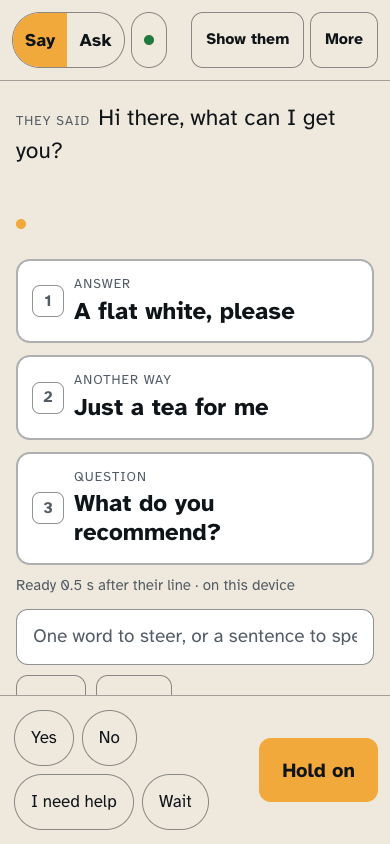 Say
Ask
Show them
More
THEY SAID Hi there, what can I get
you?
1
ANSWER
A flat white, please
2
ANOTHER WAY
Just a tea for me
3
QUESTION
What do you
recommend?
Ready 0.5 s after their line · on this device
One word to steer, or a sentence to spe
Yes
No
I need help
Wait
Hold on